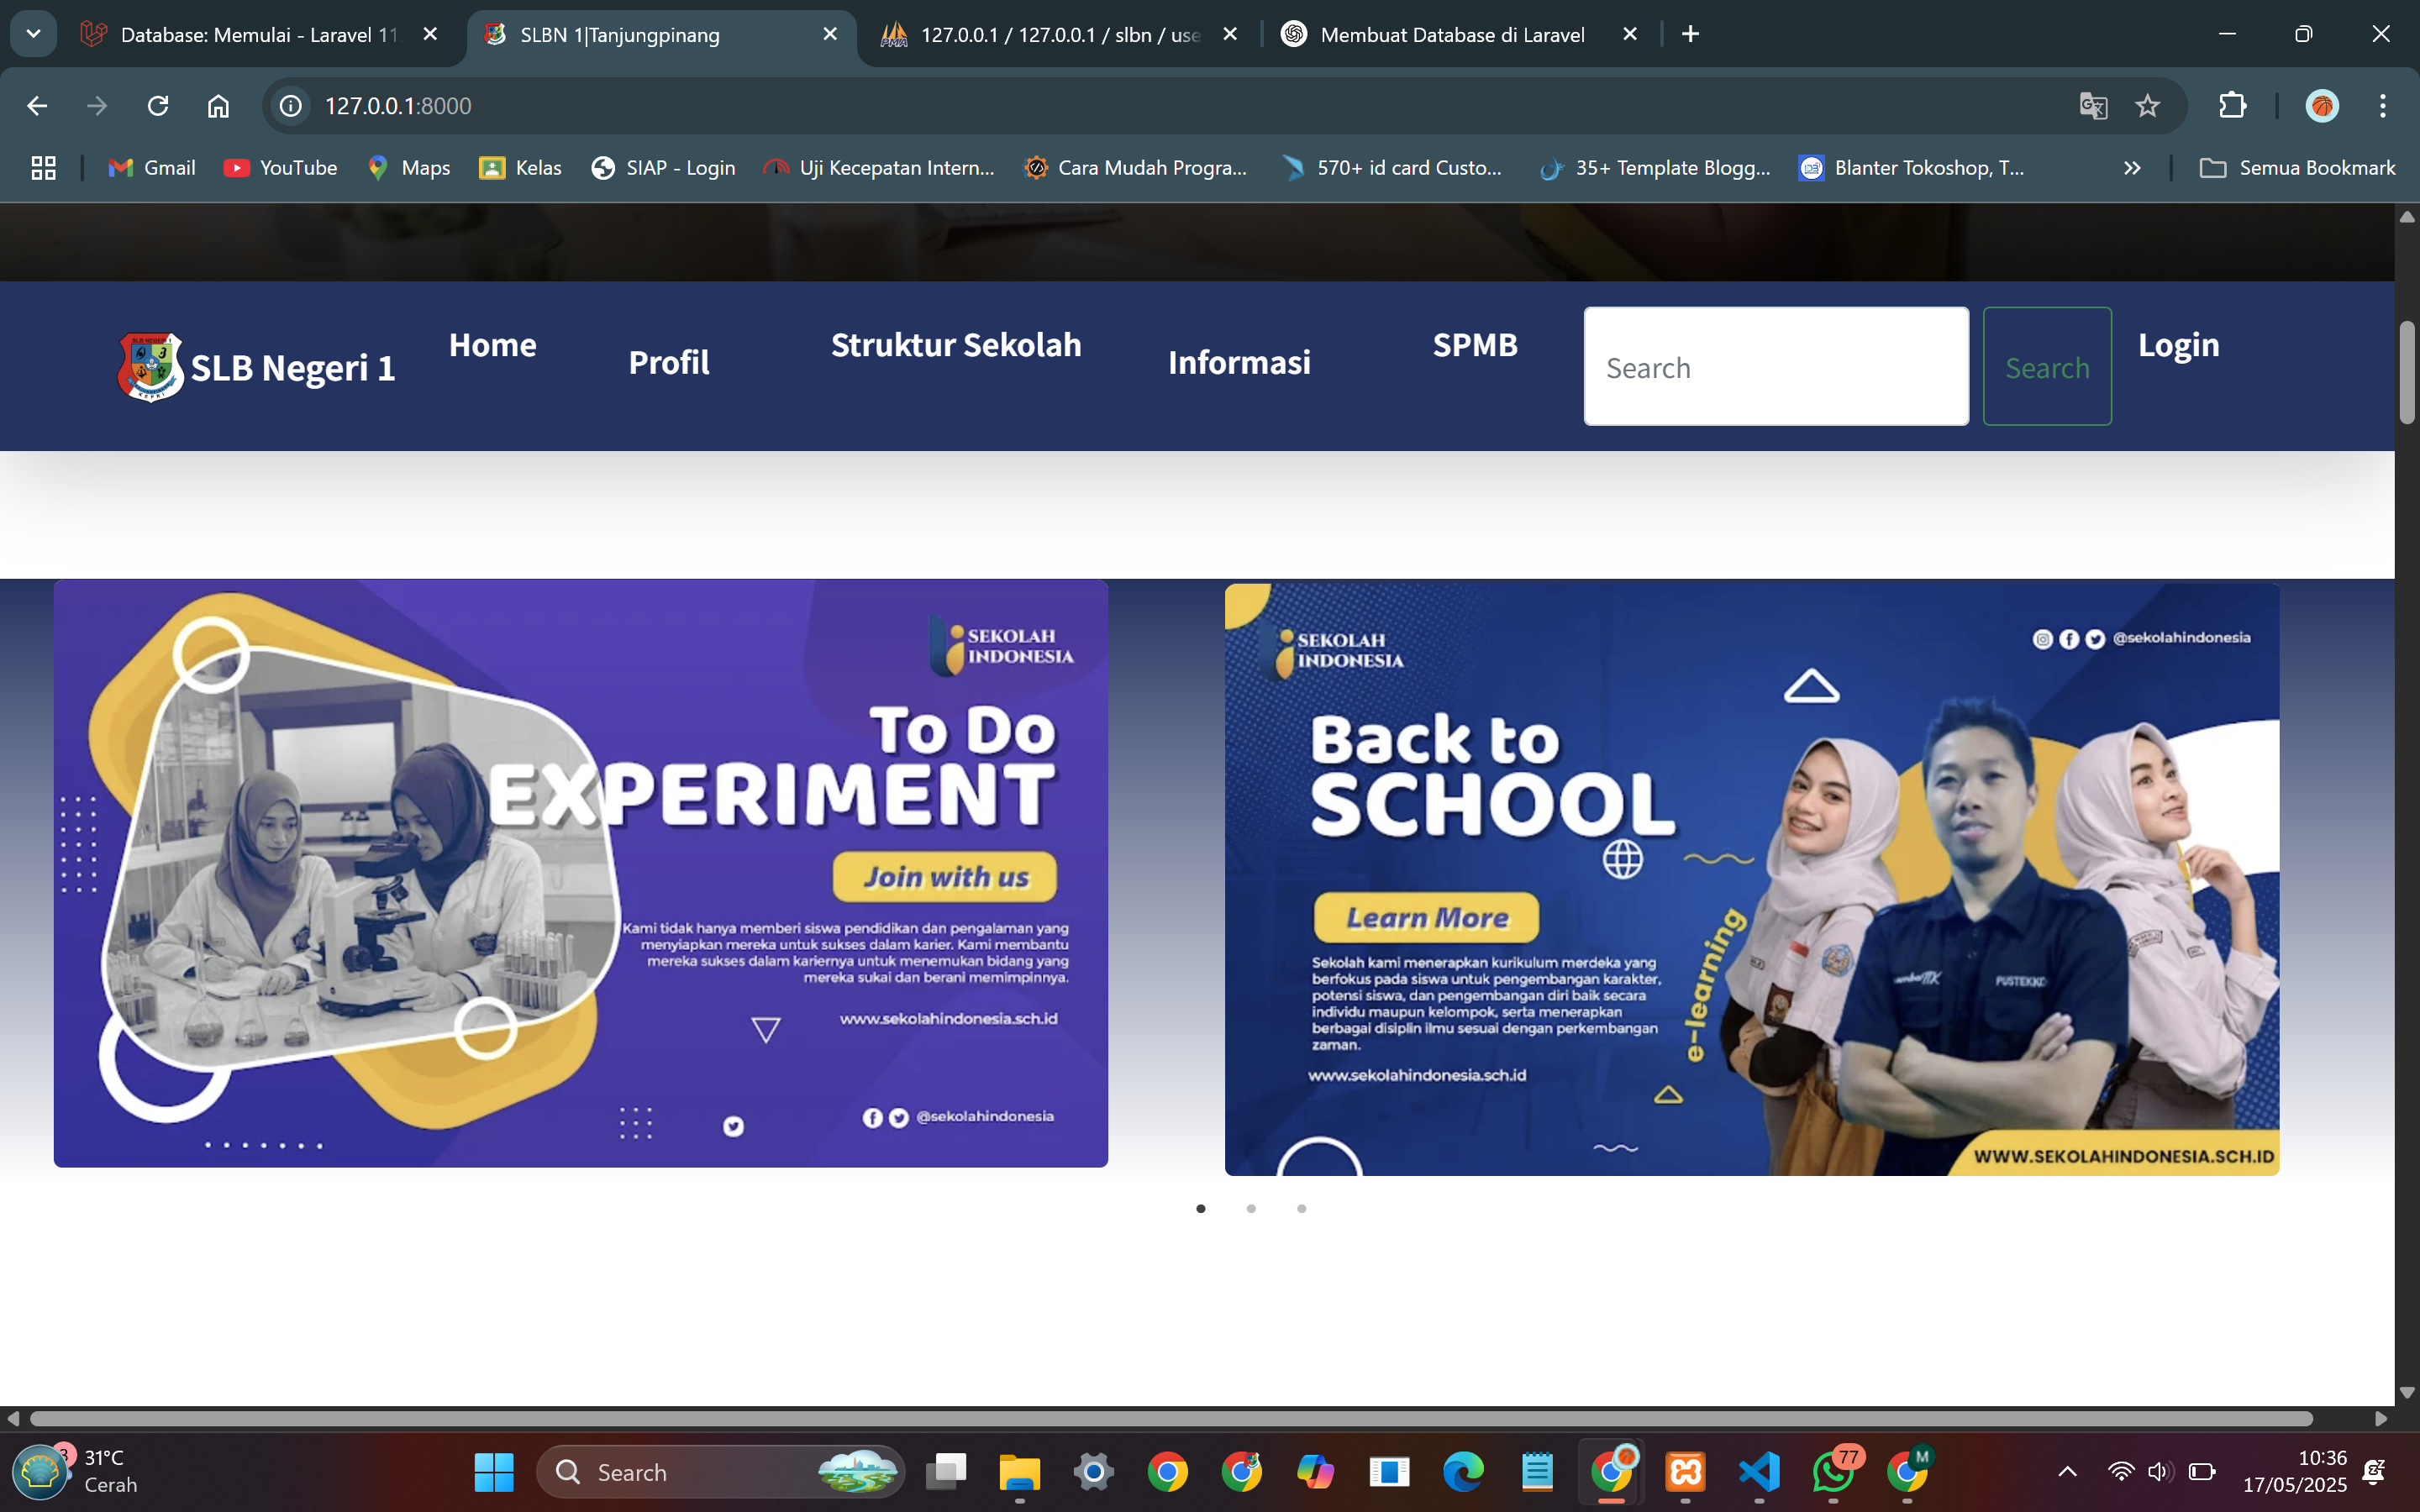 Database: Memulai - Laravel 11.
SLBN 1|Tanjungpinang
127.0.0.1 / 127.0.0.1 / slbn / use
Membuat Database di Laravel
127.0.0.1:8000
Gmail
YouTube
Maps
Kelas
SIAP - Login
Uji Kecepatan Intern...
Cara Mudah Progra...
570+ id card Custo...
35+ Template Blogg...
Blanter Tokoshop, T...
Semua Bookmark
SLB Negeri 1
Home
Profil
Struktur Sekolah
Informasi
SPMB
Search
Search
Login
SEKOLAH
INDONESIA
To Do
EXPERIMENT
Join with us
Kami tidak hanya memberi siswa pendidikan dan pengalaman yang
menyiapkan mereka untuk sukses dalam karier. Kami membantu
mereka sukses dalam kariernya untuk menemukan bidang yang
mereka sukai dan berani memimpinnya.
www.sekolahindonesia.sch.id
@sekolahindonesia
SEKOLAH
INDONESIA
@sekolahindonesia
Back to
SCHOOL
Learn More
Sekolah kami menerapkan kurikulum merdeka yang
berfokus pada siswa untuk pengembangan karakter,
potensi siswa, dan pengembangan diri baik secara
individu maupun kelompok, serta menerapkan
berbagai disiplin ilmu sesuai dengan perkembangan
zaman.
www.sekolahindonesia.sch.id
e-learning
PUSTEKKD
WWW.SEKOLAHINDONESIA.SCH.ID
3
31°C
Cerah
Search
77
M
10:36
17/05/2025